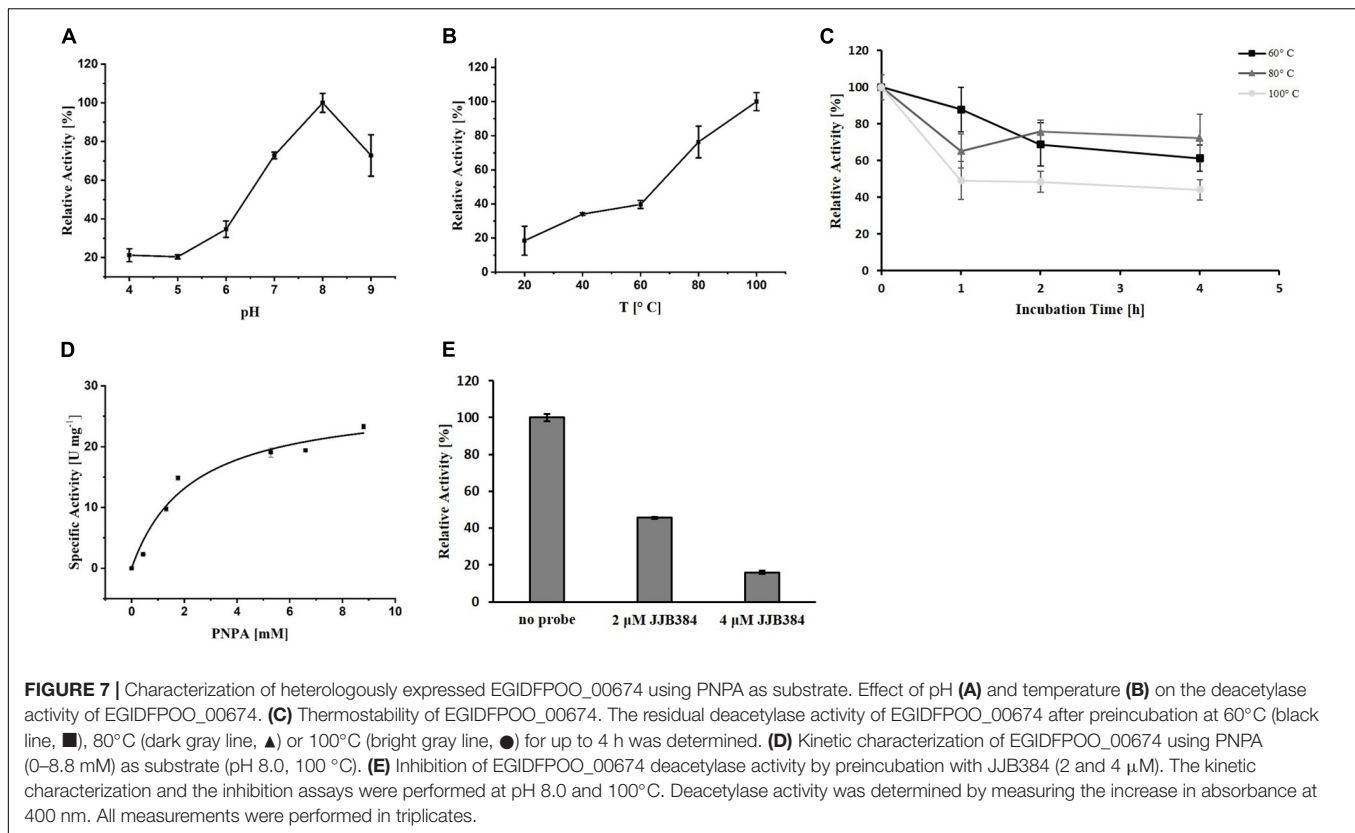 A
120
100
80
60
40
20
4 5 6 7 8 9
Relative Activity [%]
pH
B
120
100
80
60
40
20
0
20 40 60 80 100
Relative Activity [%]
T [° C]
C
120
100
80
60
40
20
0
0 1 2 3 4 5
Relative Activity [%]
Incubation Time [h]
60° C
80° C
100° C
D
30
20
10
0
0 2 4 6 8 10
Specific Activity [U mg⁻¹]
PNPA [mM]
E
120
100
80
60
40
20
0
Relative Activity [%]
no probe 2 µM JJB384 4 µM JJB384
FIGURE 7 | Characterization of heterologously expressed EGIDFPOO_00674 using PNPA as substrate. Effect of pH (A) and temperature (B) on the deacetylase
activity of EGIDFPOO_00674. (C) Thermostability of EGIDFPOO_00674. The residual deacetylase activity of EGIDFPOO_00674 after preincubation at 60°C (black
line, ■), 80°C (dark gray line, ▲) or 100°C (bright gray line, ●) for up to 4 h was determined. (D) Kinetic characterization of EGIDFPOO_00674 using PNPA
(0–8.8 mM) as substrate (pH 8.0, 100 °C). (E) Inhibition of EGIDFPOO_00674 deacetylase activity by preincubation with JJB384 (2 and 4 µM). The kinetic
characterization and the inhibition assays were performed at pH 8.0 and 100°C. Deacetylase activity was determined by measuring the increase in absorbance at
400 nm. All measurements were performed in triplicates.